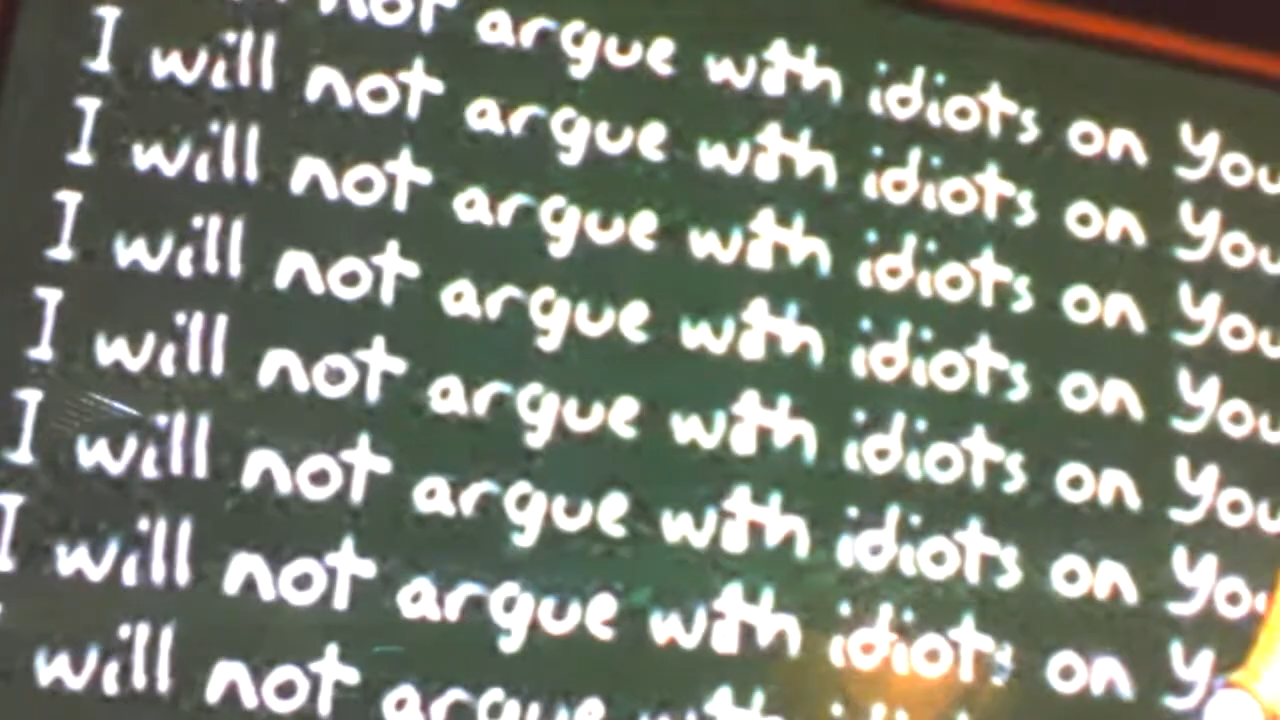 not argue with idiots on You
I will not argue with idiots on You
I will not argue with idiots on You
I will not argue with idiots on You
I will not argue with idiots on You
I will not argue with idiots on Yo
I will not argue with idiots on Y
will not argue with